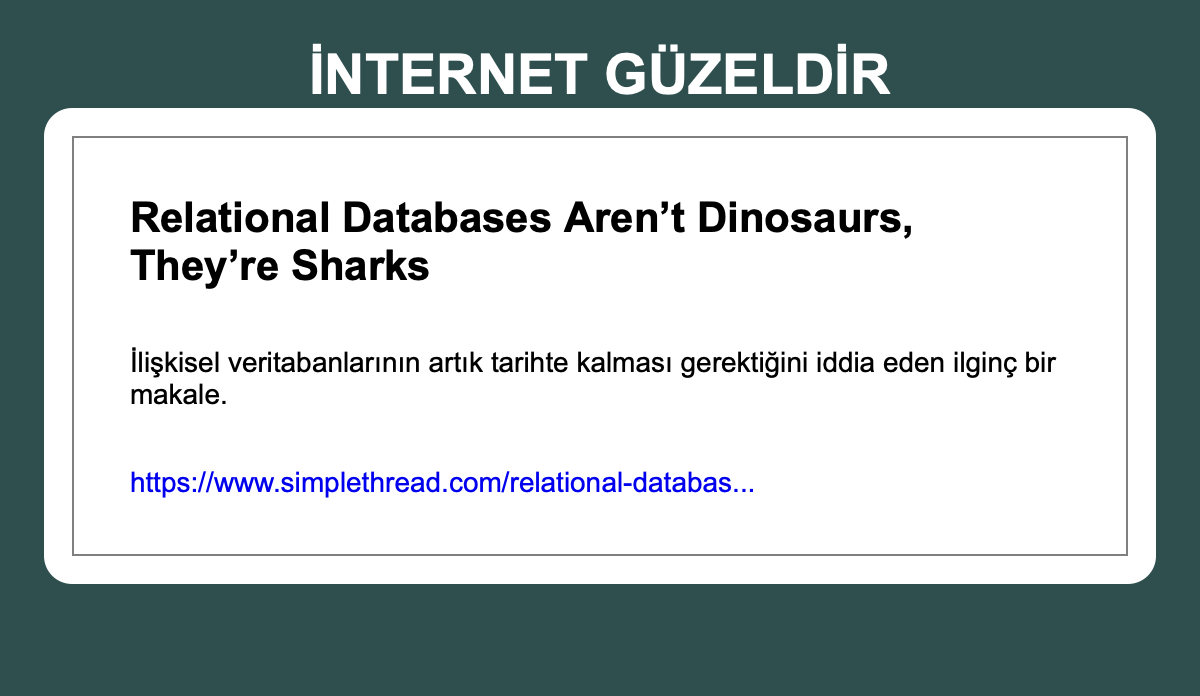 İNTERNET GÜZELDİR
Relational Databases Aren’t Dinosaurs,
They’re Sharks
İlişkisel veritabanlarının artık tarihte kalması gerektiğini iddia eden ilginç bir
makale.
https://www.simplethread.com/relational-databas...